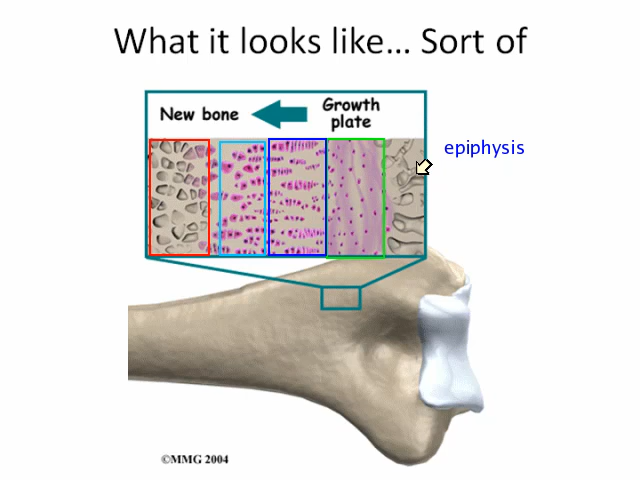 What it looks like... Sort of
New bone
Growth
plate
epiphysis
©MMG 2004